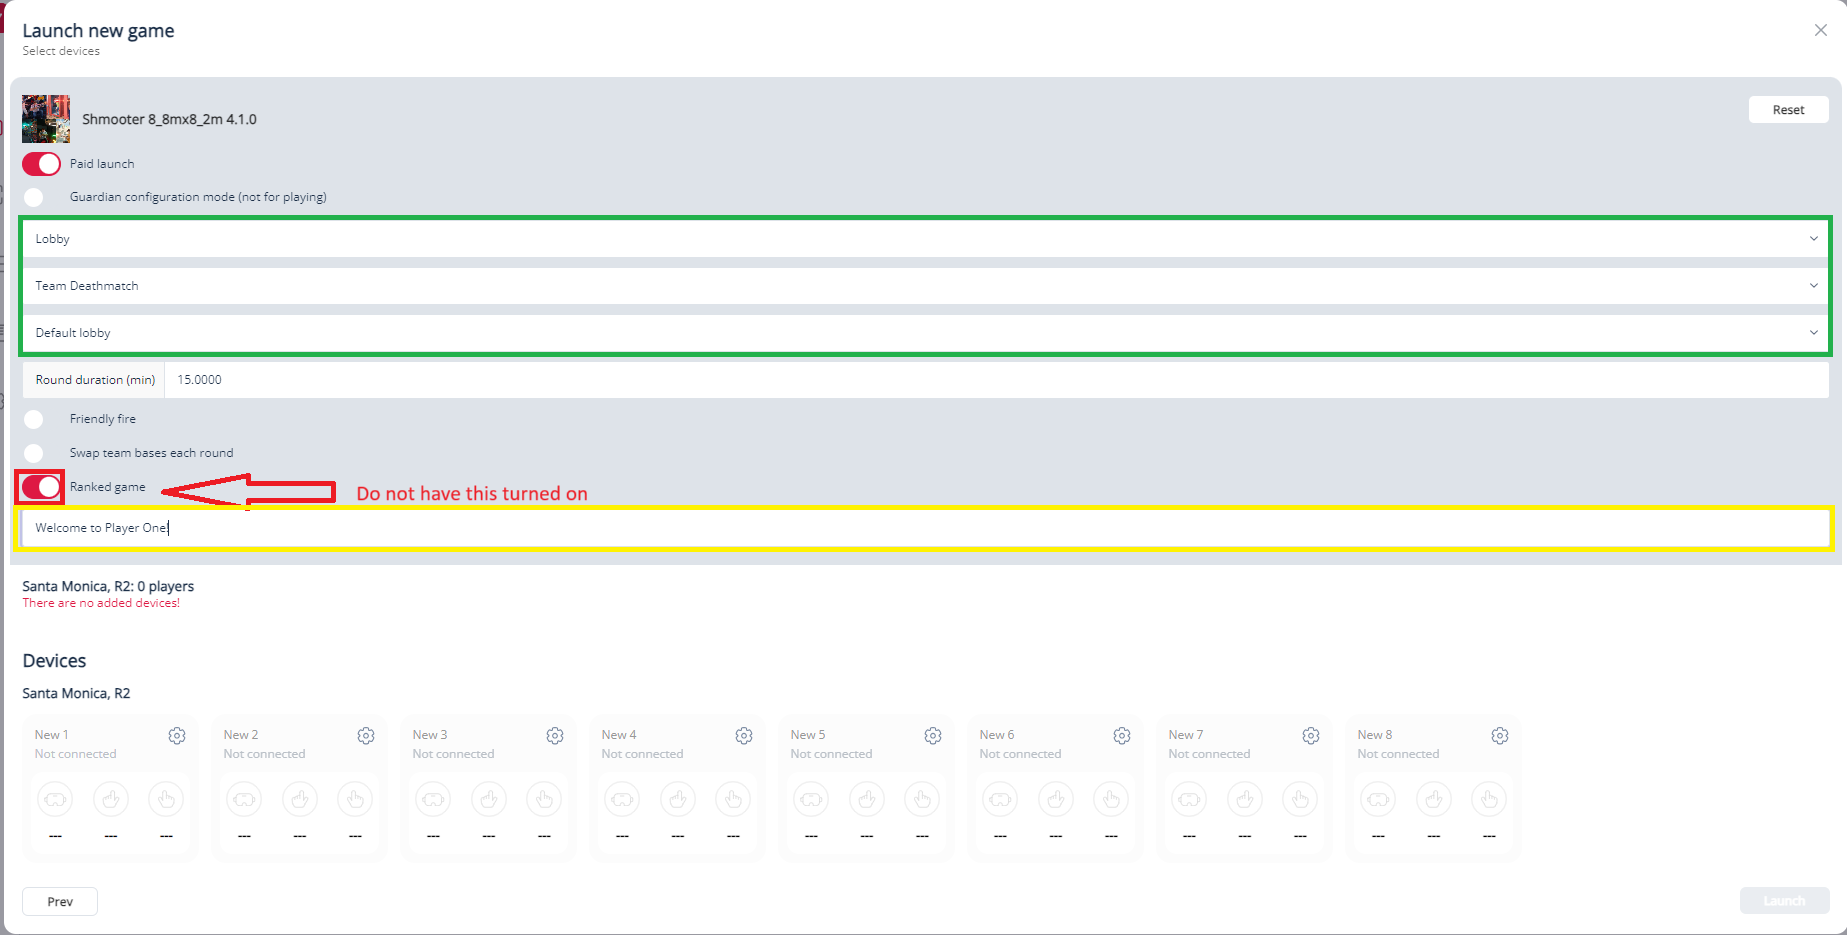 Launch new game
Select devices
Shmooter 8_8mx8_2m 4.1.0
Reset
Paid launch
Guardian configuration mode (not for playing)
Lobby
Team Deathmatch
Default lobby
Round duration (min) 15.0000
Friendly fire
Swap team bases each round
Ranked game
Do not have this turned on
Welcome to Player One!
Santa Monica, R2: 0 players
There are no added devices!
Devices
Santa Monica, R2
New 1 New 2 New 3 New 4 New 5 New 6 New 7 New 8
Not connected Not connected Not connected Not connected Not connected Not connected Not connected Not connected
--- --- --- --- --- --- --- --- --- --- --- --- --- --- --- --- --- --- --- --- --- --- --- ---
Prev Launch